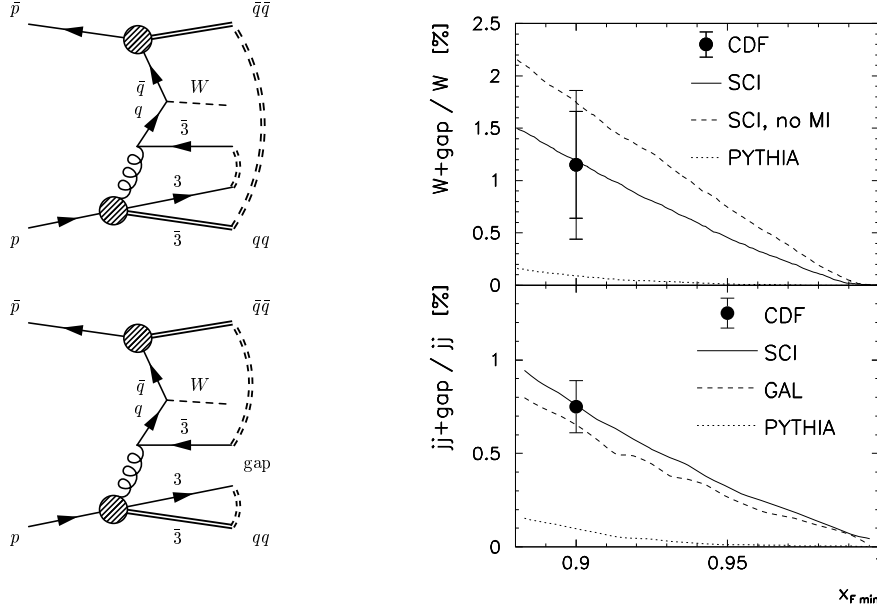 p̄
q̄q̄
q̄
W
q
3̄
3
p
3̄
qq
p̄
q̄q̄
q̄
W
q
3̄
gap
3
p
3̄
qq
W+gap / W [%]
2.5
2
1.5
1
0.5
0
CDF
SCI
SCI, no MI
PYTHIA
jj+gap / jj [%]
1
0.5
0
CDF
SCI
GAL
PYTHIA
0.9
0.95
x_F min